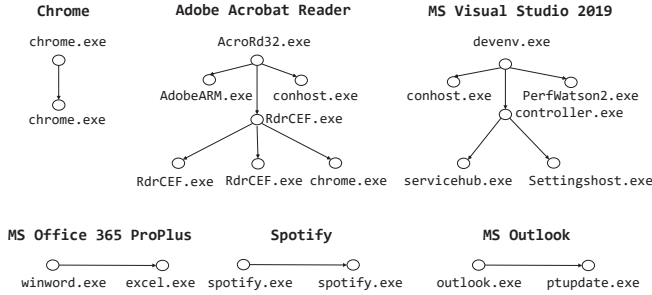 Chrome
Adobe Acrobat Reader
MS Visual Studio 2019
chrome.exe
AcroRd32.exe
devenv.exe
AdobeARM.exe
conhost.exe
conhost.exe
PerfWatson2.exe
chrome.exe
RdrCEF.exe
controller.exe
RdrCEF.exe
RdrCEF.exe
chrome.exe
servicehub.exe
Settingshost.exe
MS Office 365 ProPlus
Spotify
MS Outlook
winword.exe
excel.exe
spotify.exe
spotify.exe
outlook.exe
ptupdate.exe